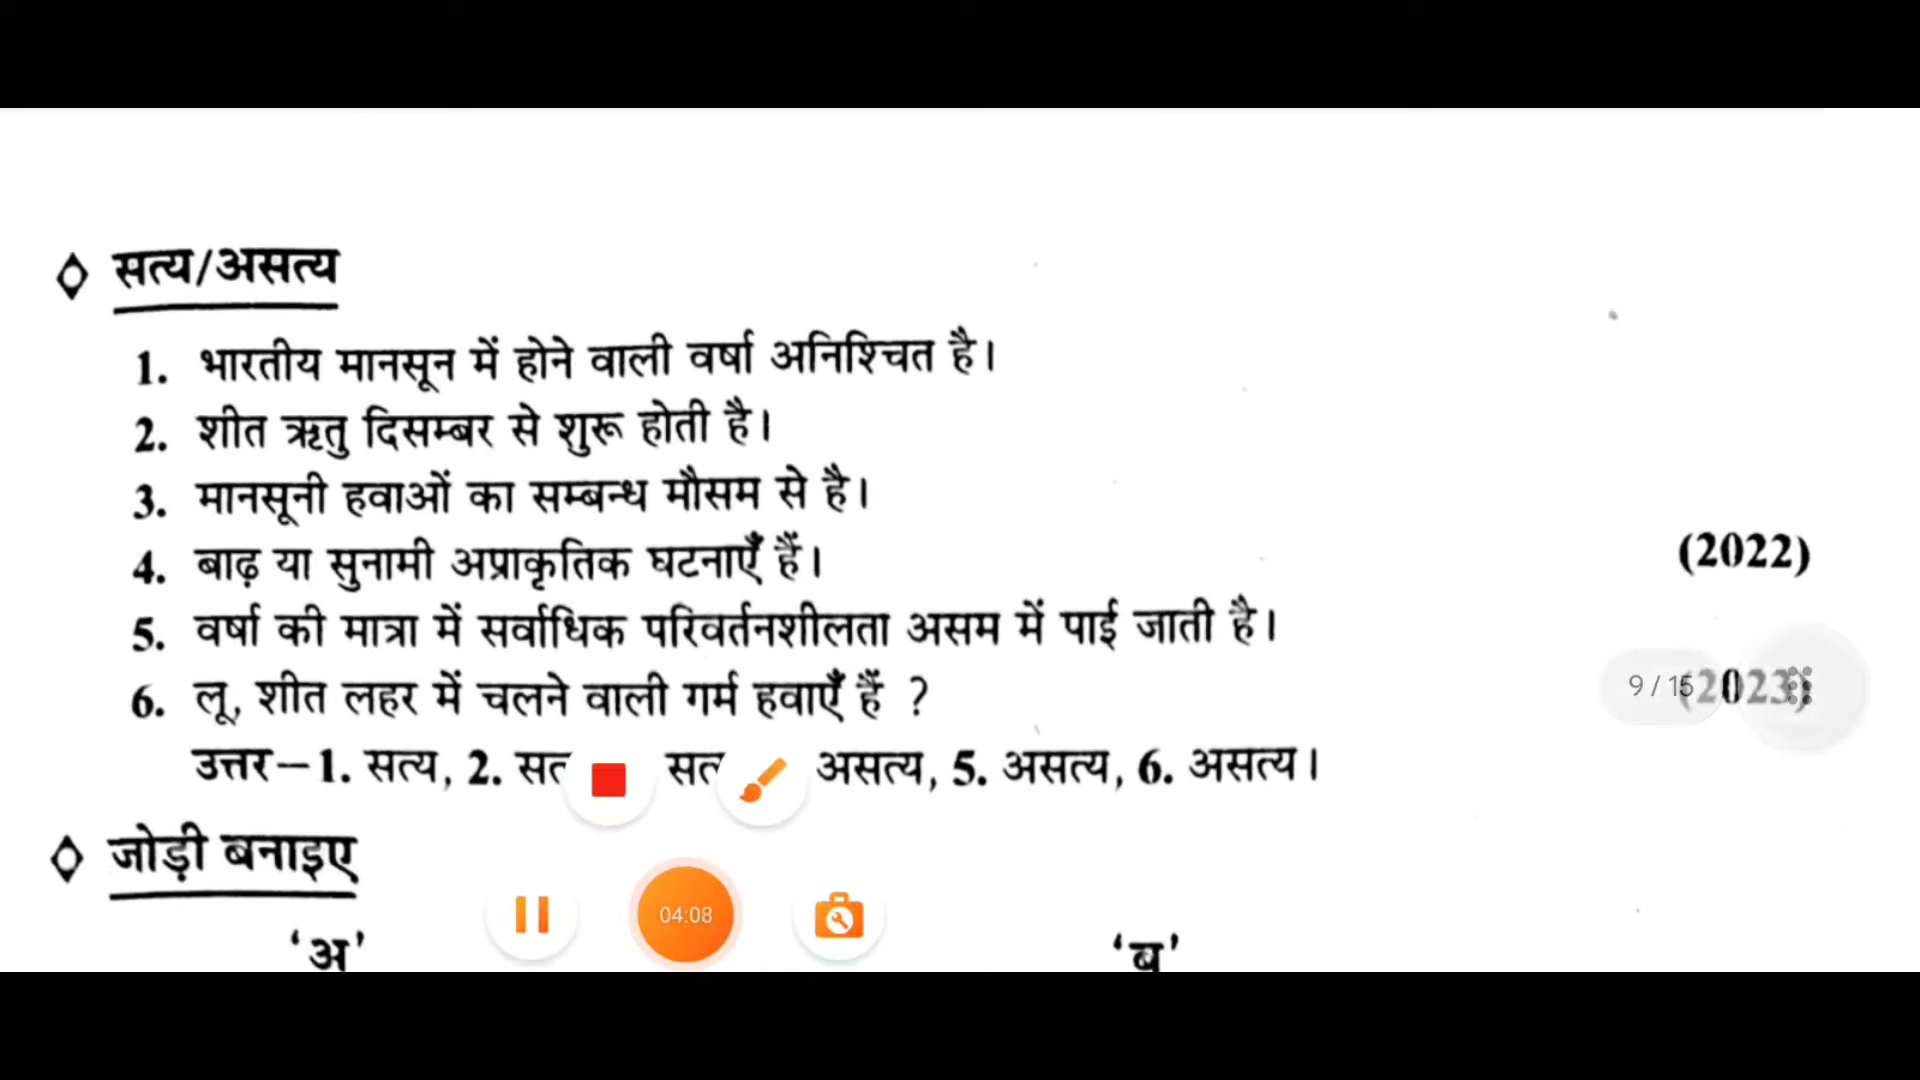 ◊ सत्य/असत्य
1. भारतीय मानसून में होने वाली वर्षा अनिश्चित है।
2. शीत ऋतु दिसम्बर से शुरू होती है।
3. मानसूनी हवाओं का सम्बन्ध मौसम से है।
4. बाढ़ या सुनामी अप्राकृतिक घटनाएँ हैं। (2022)
5. वर्षा की मात्रा में सर्वाधिक परिवर्तनशीलता असम में पाई जाती है।
6. लू, शीत लहर में चलने वाली गर्म हवाएँ हैं ? (2023)
9 / 15
उत्तर–1. सत्य, 2. असत्य, 5. असत्य, 6. असत्य।
◊ जोड़ी बनाइए
04:08
'अ' 'ब'